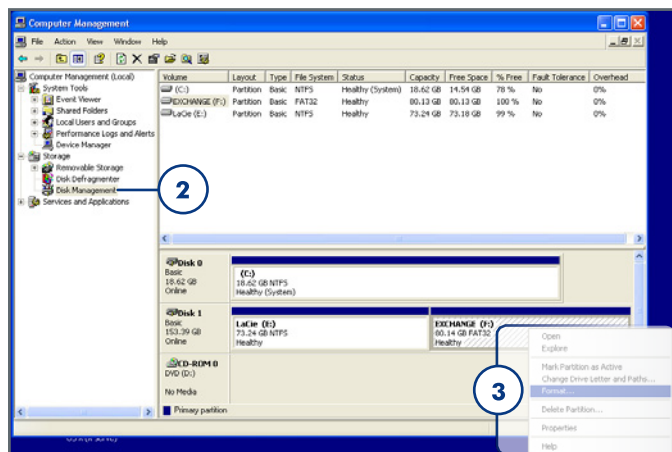 Computer Management
File Action View Window Help
Computer Management (Local)
System Tools
Event Viewer
Shared Folders
Local Users and Groups
Performance Logs and Alerts
Device Manager
Storage
Removable Storage
Disk Defragmenter
Disk Management
Services and Applications
2
Volume Layout Type File System Status Capacity Free Space % Free Fault Tolerance Overhead
(C:) Partition Basic NTFS Healthy (System) 18.62 GB 14.54 GB 78 % No 0%
EXCHANGE (F:) Partition Basic FAT32 Healthy 80.13 GB 80.13 GB 100 % No 0%
LaCie (E:) Partition Basic NTFS Healthy 73.24 GB 73.18 GB 99 % No 0%
Disk 0
Basic
18.62 GB
Online
(C:)
18.62 GB NTFS
Healthy (System)
Disk 1
Basic
153.39 GB
Online
LaCie (E:)
73.24 GB NTFS
Healthy
EXCHANGE (F:)
80.14 GB FAT32
Healthy
CD-ROM 0
DVD (D:)
No Media
Primary partition
3
Open
Explore
Mark Partition as Active
Change Drive Letter and Paths...
Format...
Delete Partition...
Properties
Help